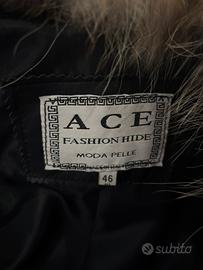 ACE
FASHION HIDE
MODA PELLE
46
subito